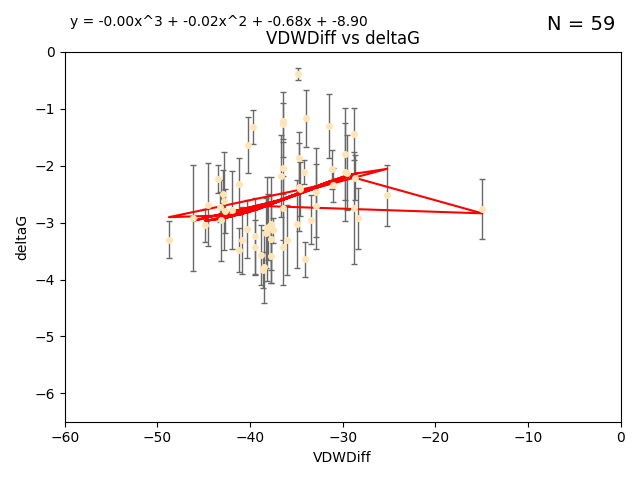 y = -0.00x^3 + -0.02x^2 + -0.68x + -8.90
N = 59
VDWDiff vs deltaG
0
−1
−2
−3
−4
−5
−6
deltaG
−60 −50 −40 −30 −20 −10 0
VDWDiff